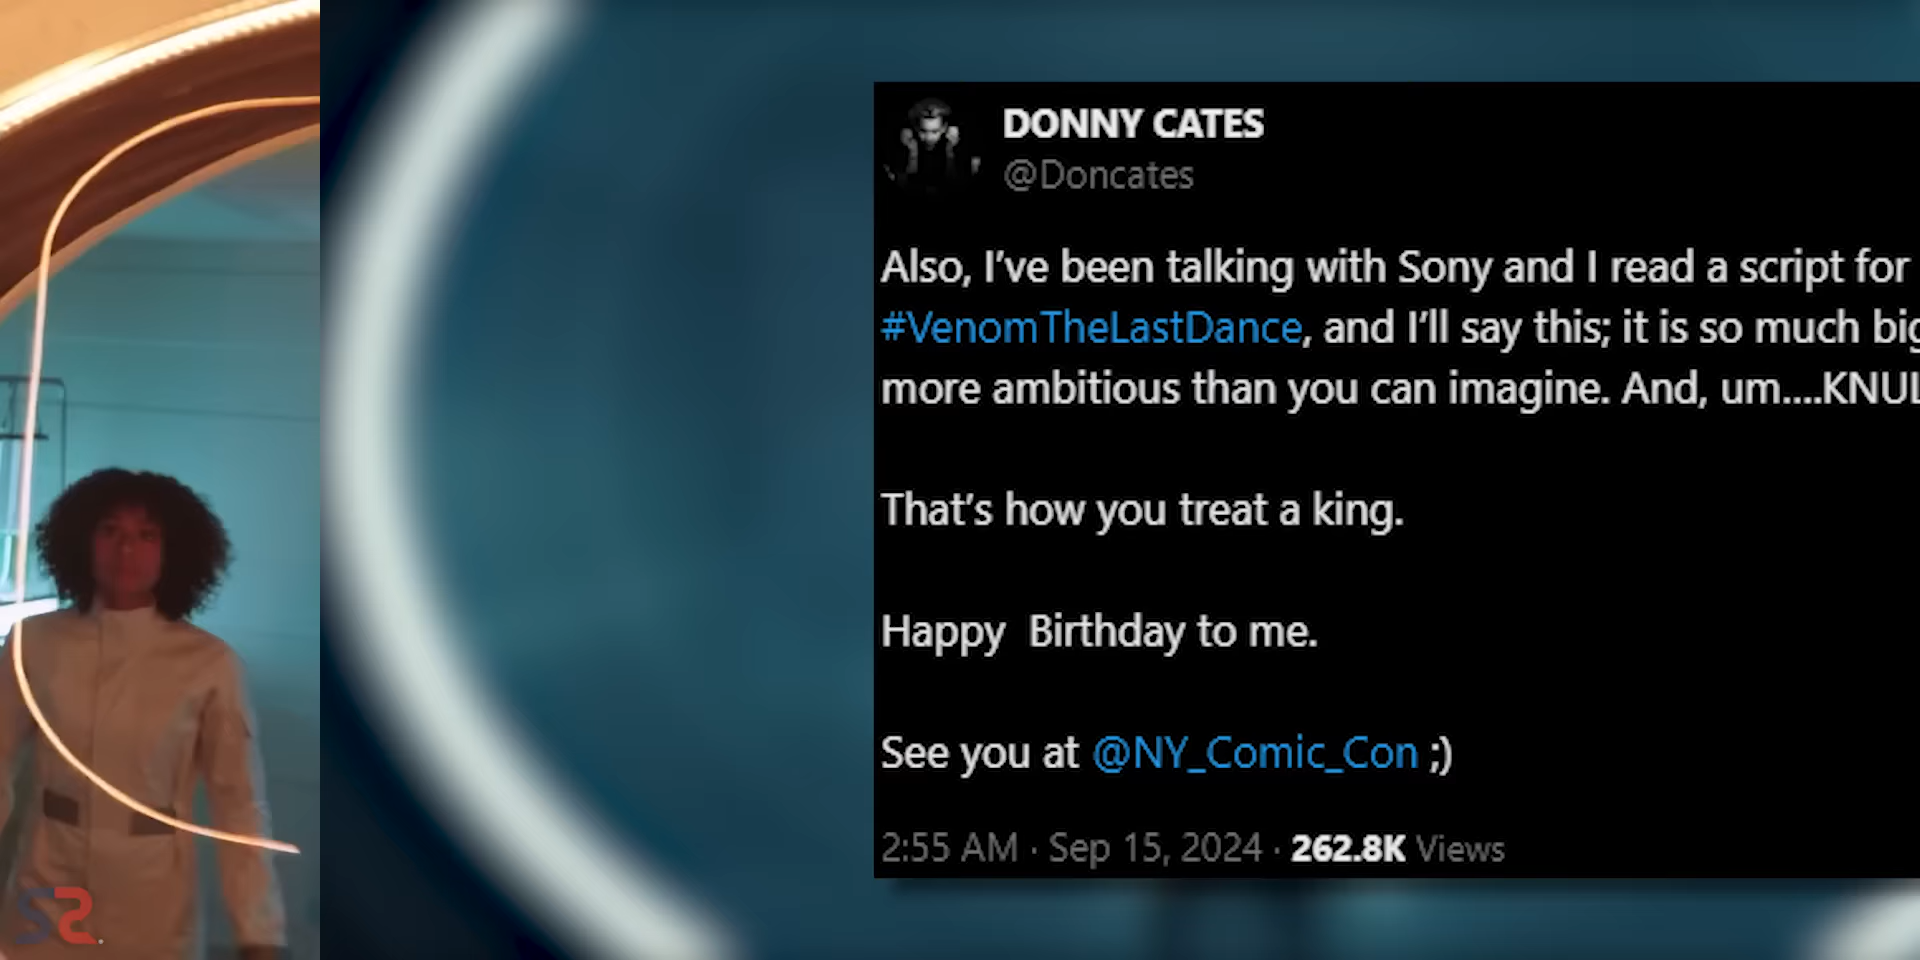 DONNY CATES
@Doncates
Also, I've been talking with Sony and I read a script for
#VenomTheLastDance, and I'll say this; it is so much
more ambitious than you can imagine. And, um....
That's how you treat a king.
Happy  Birthday to me.
See you at @NY_Comic_Con ;)
2:55 AM · Sep 15, 2024 · 262.8K Views
SR.